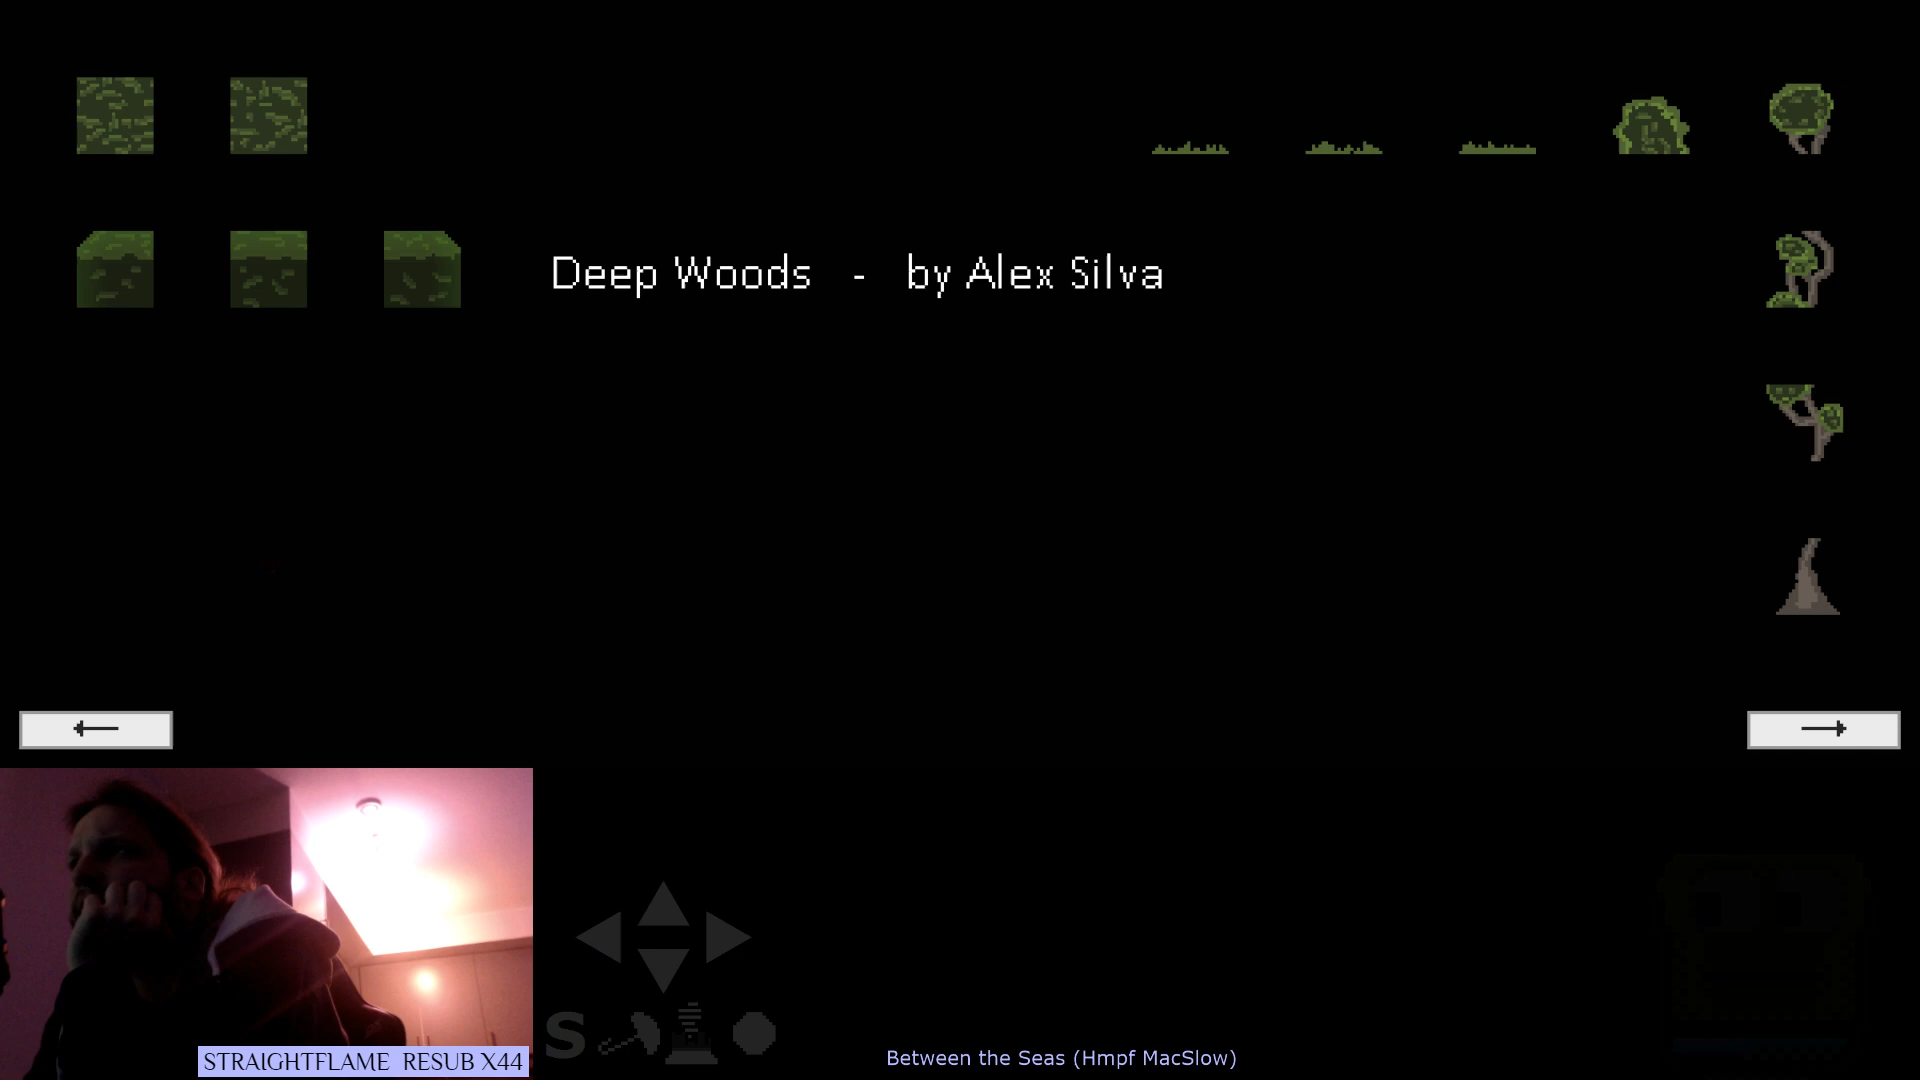 Deep Woods - by Alex Silva
STRAIGHTFLAME RESUB X44
S
Between the Seas (Hmpf MacSlow)